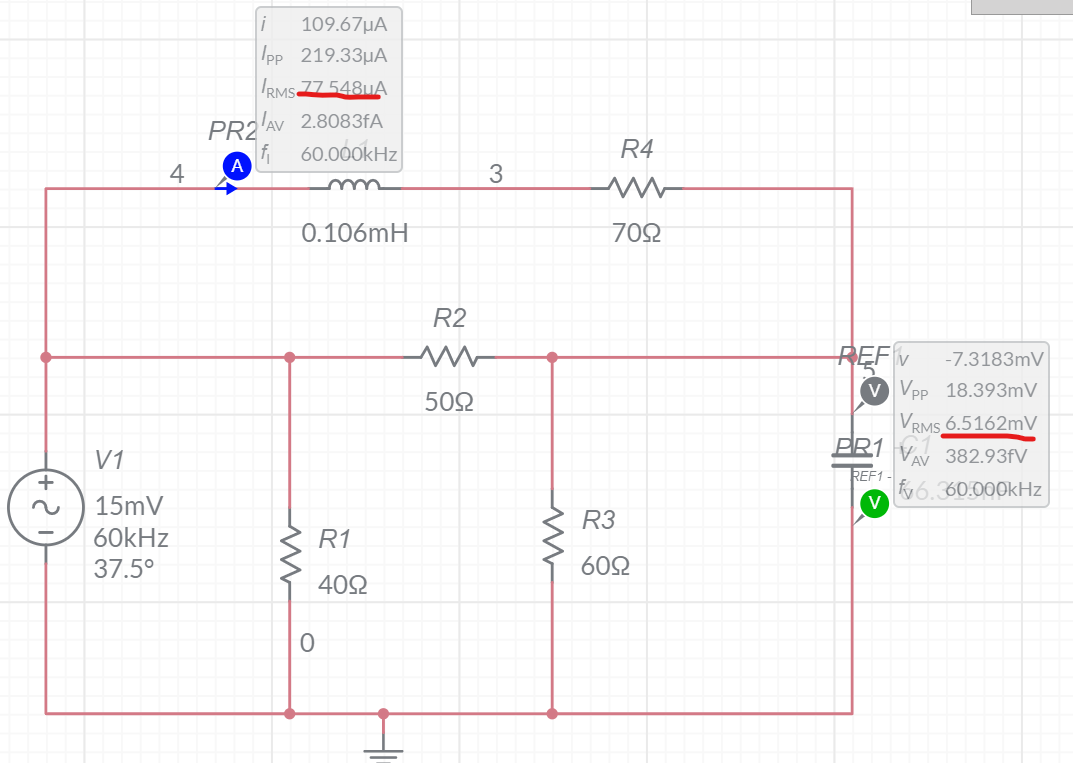 i 109.67µA
IPP 219.33µA
IRMS 77.548µA
IAV 2.8083fA
fI 60.000kHz
PR2
A
4
3
R4
0.106mH
70Ω
R2
50Ω
REF
5
V
v -7.3183mV
VPP 18.393mV
VRMS 6.5162mV
VAV 382.93fV
fV 60.000kHz
PR1
C1
REF1 -
V
V1
15mV
60kHz
37.5°
R1
40Ω
R3
60Ω
0